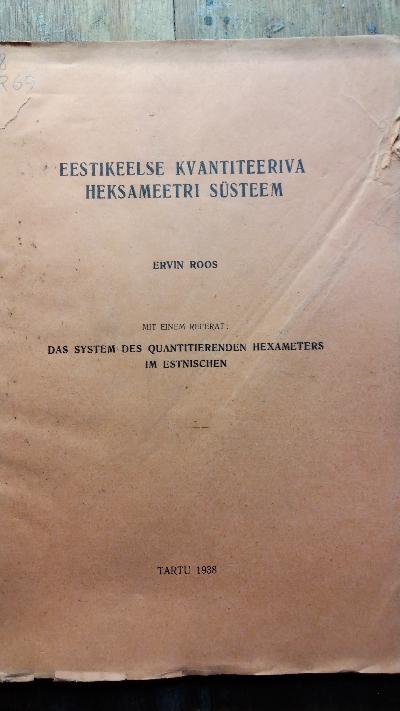 EESTIKEELSE KVANTITEERIVA
HEKSAMEETRI SÜSTEEM
ERVIN ROOS
MIT EINEM REFERAT:
DAS SYSTEM DES QUANTITIERENDEN HEXAMETERS
IM ESTNISCHEN
TARTU 1938